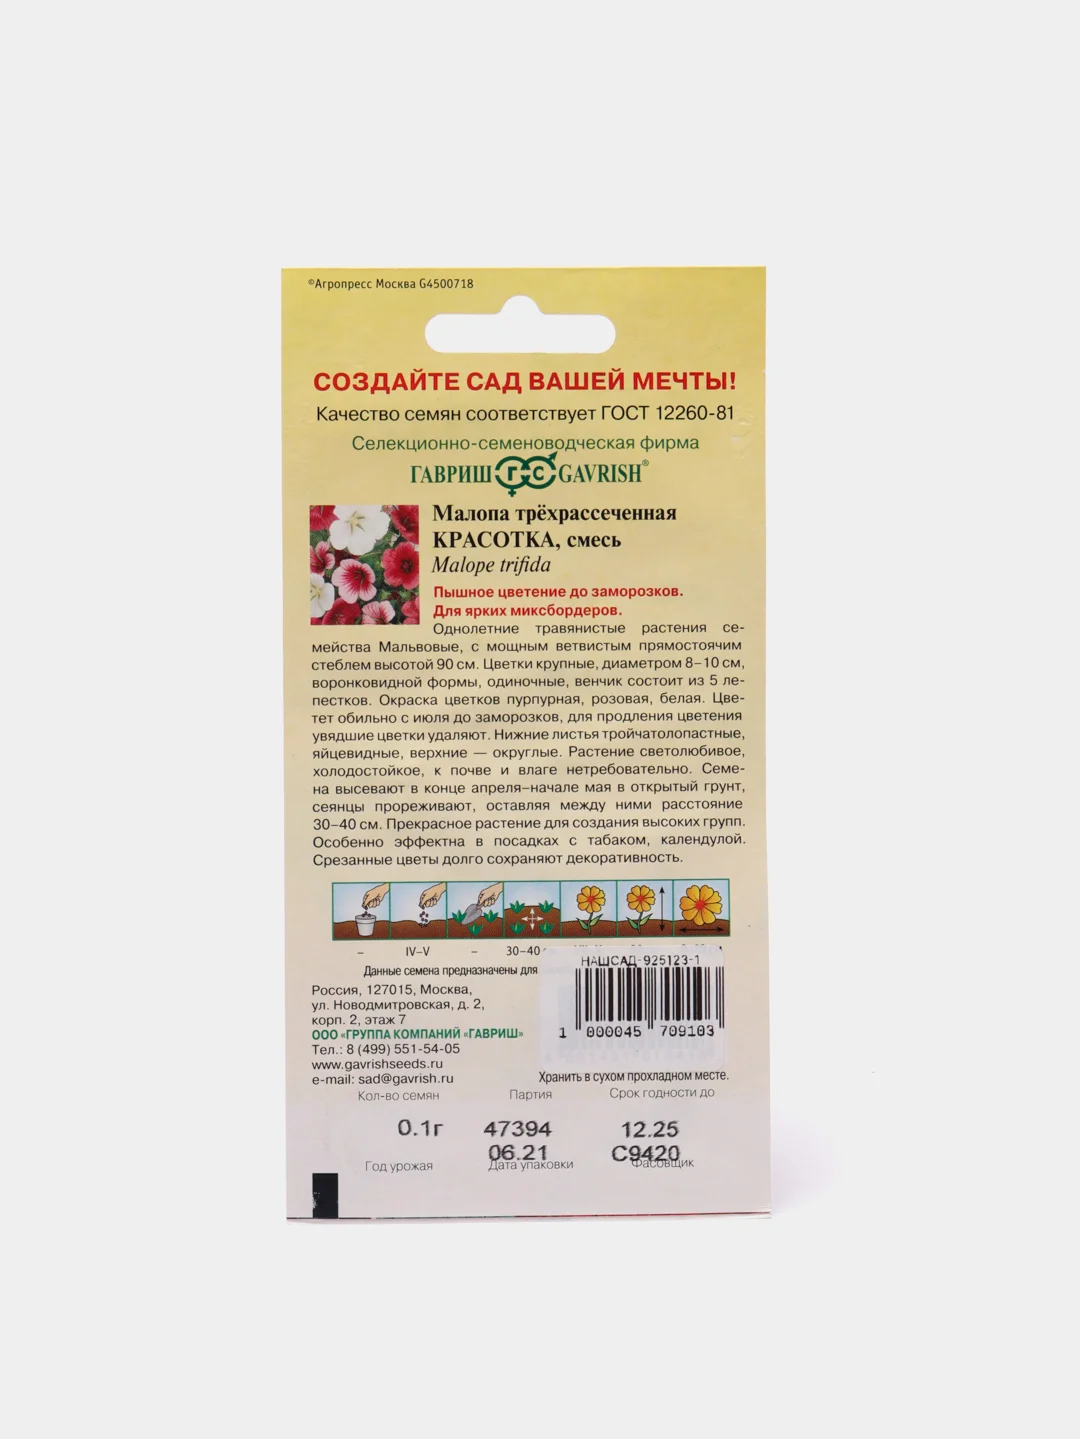 ©Агропресс Москва G4500718
СОЗДАЙТЕ САД ВАШЕЙ МЕЧТЫ!
Качество семян соответствует ГОСТ 12260-81
Селекционно-семеноводческая фирма
ГАВРИШ ГС GAVRISH®
Малопа трёхрассеченная
КРАСОТКА, смесь
Malope trifida
Пышное цветение до заморозков.
Для ярких миксбордеров.
Однолетние травянистые растения се-
мейства Мальвовые, с мощным ветвистым прямостоячим
стеблем высотой 90 см. Цветки крупные, диаметром 8–10 см,
воронковидной формы, одиночные, венчик состоит из 5 ле-
пестков. Окраска цветков пурпурная, розовая, белая. Цве-
тет обильно с июля до заморозков, для продления цветения
увядшие цветки удаляют. Нижние листья тройчатолопастные,
яйцевидные, верхние — округлые. Растение светолюбивое,
холодостойкое, к почве и влаге нетребовательно. Семе-
на высевают в конце апреля–начале мая в открытый грунт,
сеянцы прореживают, оставляя между ними расстояние
30–40 см. Прекрасное растение для создания высоких групп.
Особенно эффектна в посадках с табаком, календулой.
Срезанные цветы долго сохраняют декоративность.
– IV–V – 30–40
Данные семена предназначены для
НАШСАД-925123-1
1 000045 709103
Россия, 127015, Москва,
ул. Новодмитровская, д. 2,
корп. 2, этаж 7
ООО «ГРУППА КОМПАНИЙ «ГАВРИШ»
Тел.: 8 (499) 551-54-05
www.gavrishseeds.ru
e-mail: sad@gavrish.ru
Хранить в сухом прохладном месте.
Кол-во семян Партия Срок годности до
0.1г 47394 12.25
06.21 С9420
Год урожая Дата упаковки Фасовщик